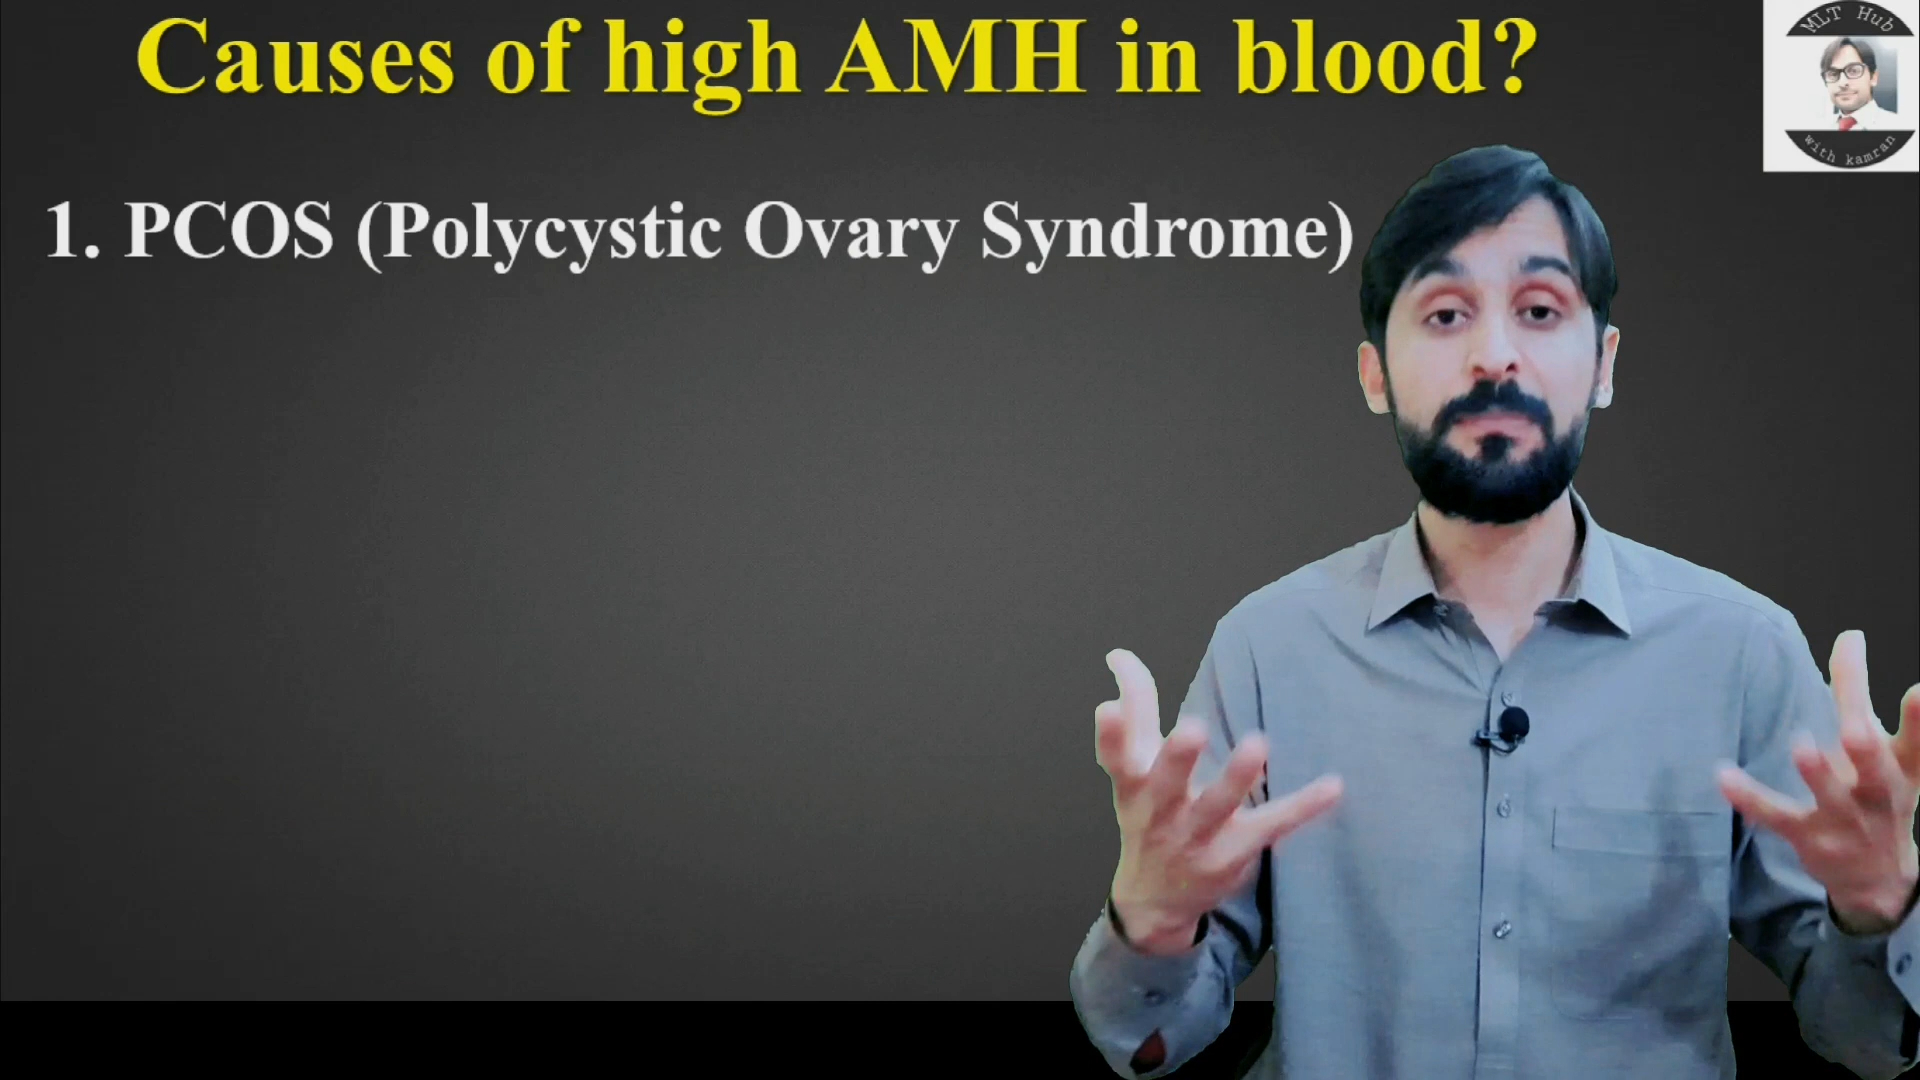 Causes of high AMH in blood?
MLT Hub
with kamran
1. PCOS (Polycystic Ovary Syndrome)